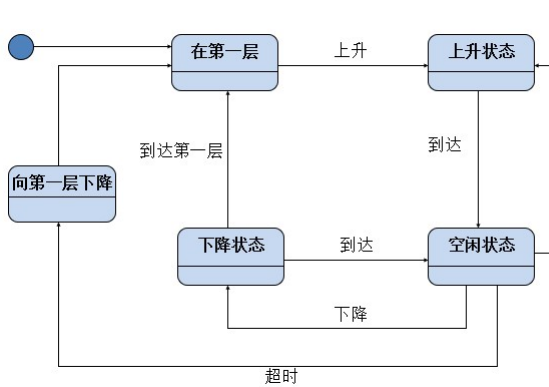 在第一层
上升
上升状态
到达第一层
到达
向第一层下降
下降状态
到达
空闲状态
下降
超时